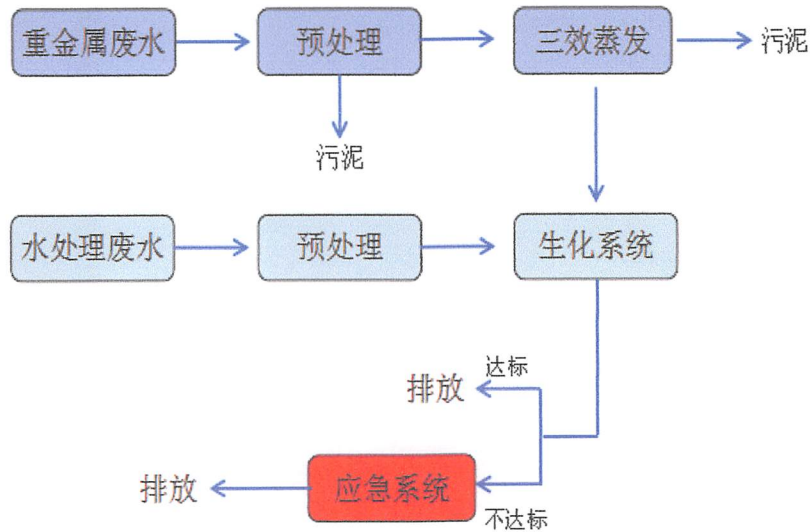 重金属废水
预处理
三效蒸发
污泥
污泥
水处理废水
预处理
生化系统
达标
排放
应急系统
排放
不达标